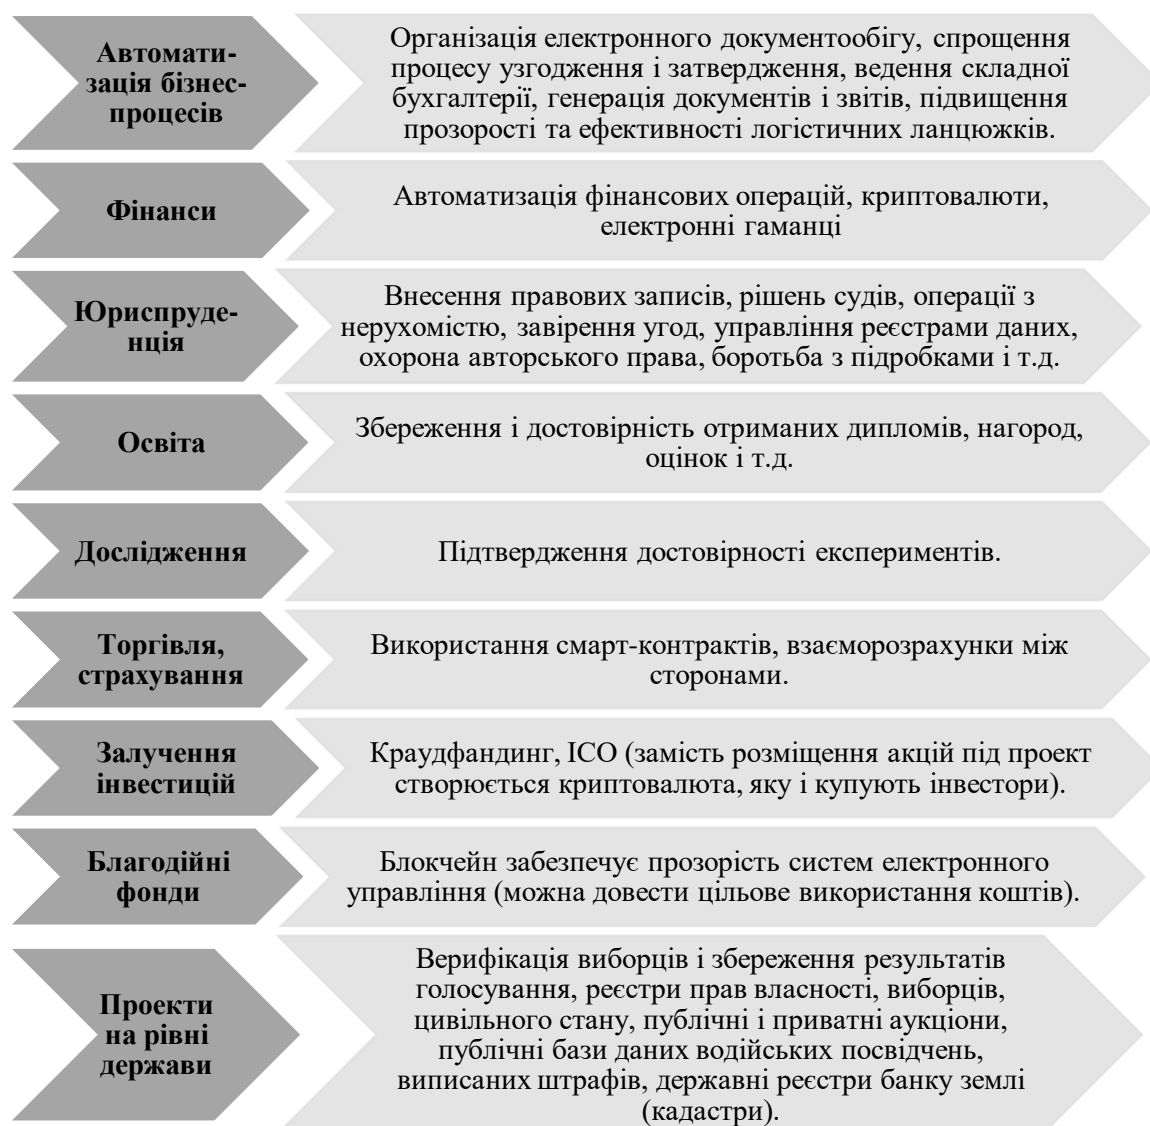 Автомати-
зація бізнес-
процесів
Організація електронного документообігу, спрощення
процесу узгодження і затвердження, ведення складної
бухгалтерії, генерація документів і звітів, підвищення
прозорості та ефективності логістичних ланцюжків.
Фінанси
Автоматизація фінансових операцій, криптовалюти,
електронні гаманці
Юриспруде-
нція
Внесення правових записів, рішень судів, операції з
нерухомістю, завірення угод, управління реєстрами даних,
охорона авторського права, боротьба з підробками і т.д.
Освіта
Збереження і достовірність отриманих дипломів, нагород,
оцінок і т.д.
Дослідження
Підтвердження достовірності експериментів.
Торгівля,
страхування
Використання смарт-контрактів, взаєморозрахунки між
сторонами.
Залучення
інвестицій
Краудфандинг, ICO (замість розміщення акцій під проект
створюється криптовалюта, яку і купують інвестори).
Благодійні
фонди
Блокчейн забезпечує прозорість систем електронного
управління (можна довести цільове використання коштів).
Проекти
на рівні
держави
Верифікація виборців і збереження результатів
голосування, реєстри прав власності, виборців,
цивільного стану, публічні і приватні аукціони,
публічні бази даних водійських посвідчень,
виписаних штрафів, державні реєстри банку землі
(кадастри).